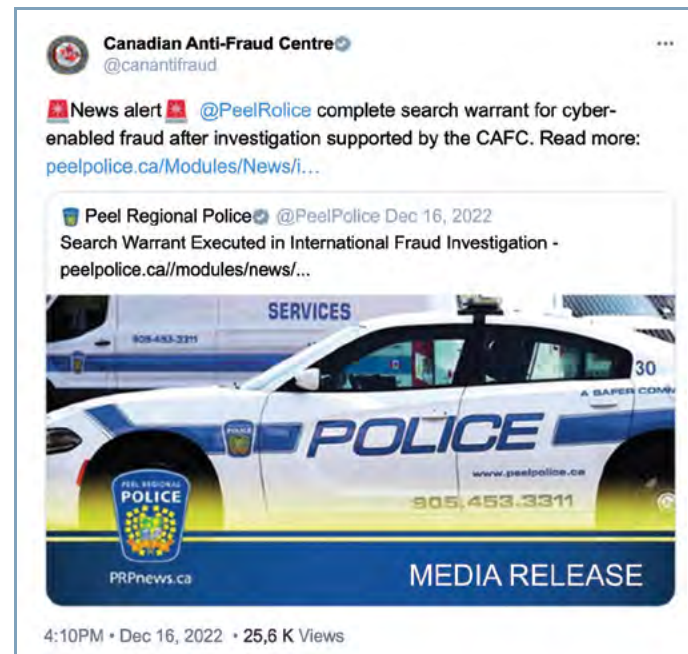 Canadian Anti-Fraud Centre
@canantifraud
News alert @PeelRolice complete search warrant for cyber-
enabled fraud after investigation supported by the CAFC. Read more:
peelpolice.ca/Modules/News/i...
Peel Regional Police @PeelPolice Dec 16, 2022
Search Warrant Executed in International Fraud Investigation -
peelpolice.ca//modules/news/...
SERVICES
905-453-3311
30
A SAFER COMM
POLICE
POLICE
www.peelpolice.ca
905.453.3311
PEEL REGIONAL
POLICE
PRPnews.ca
MEDIA RELEASE
4:10PM • Dec 16, 2022 • 25,6 K Views